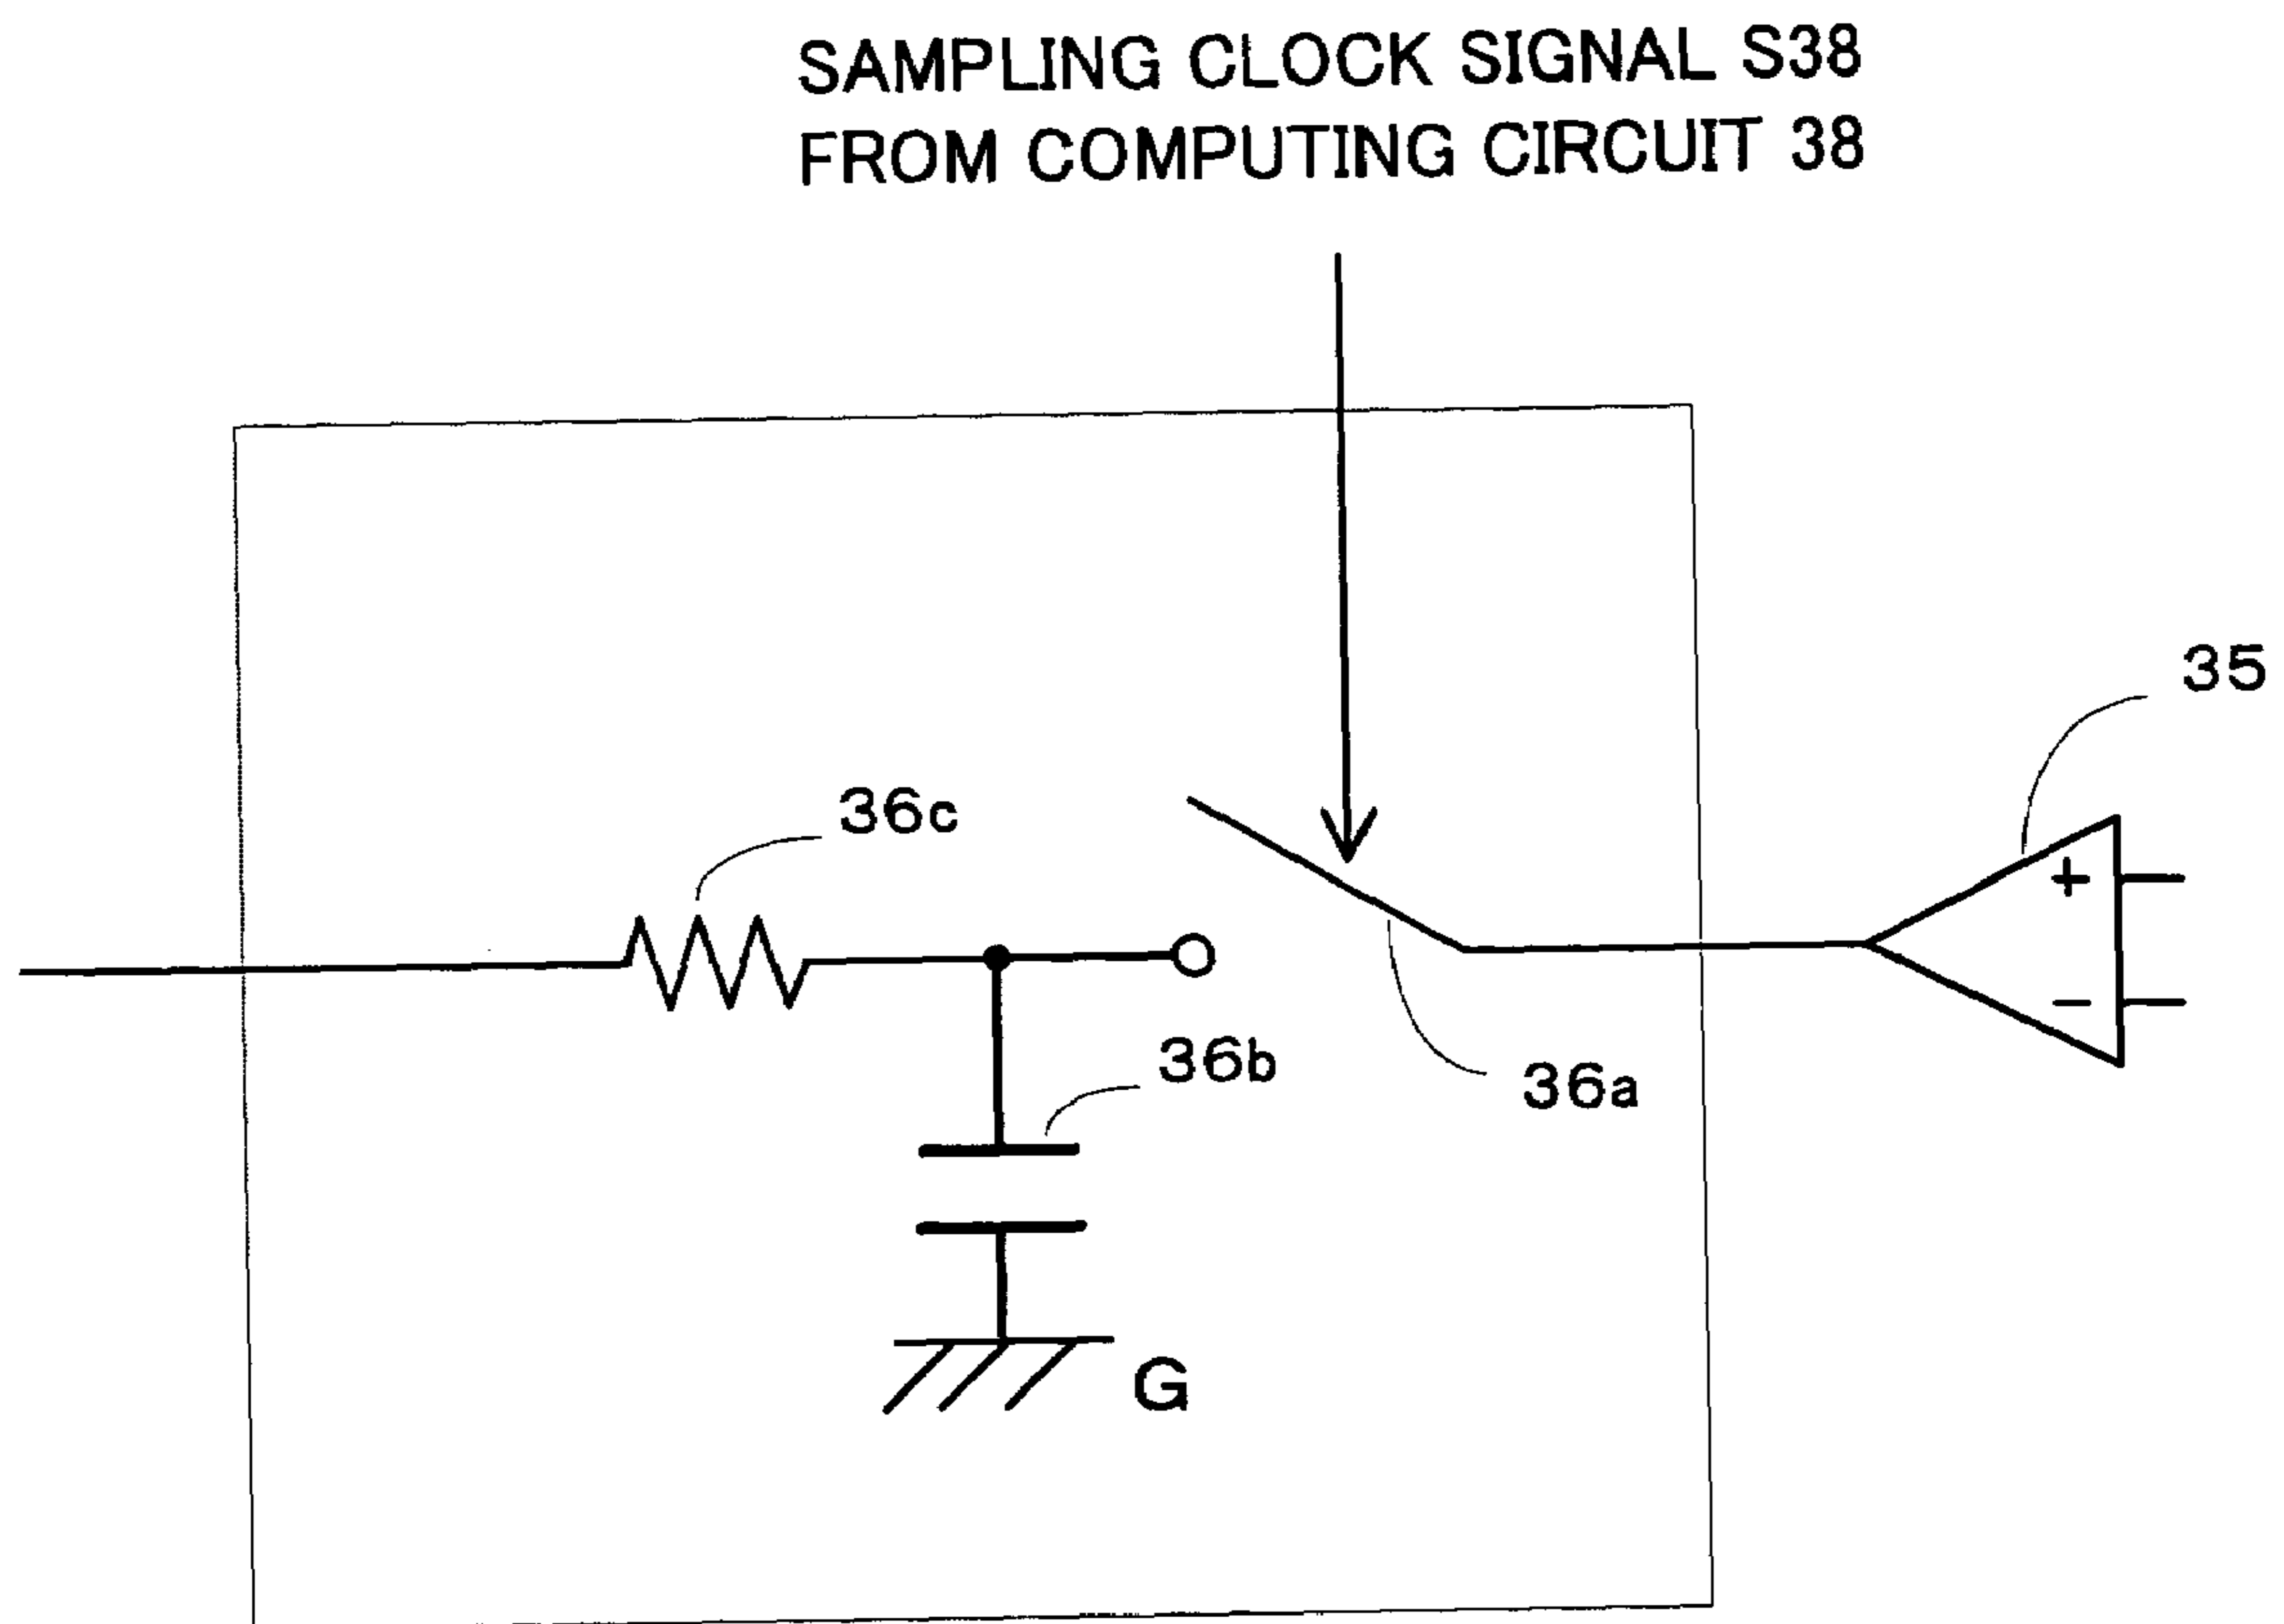 SAMPLING CLOCK SIGNAL S38
FROM COMPUTING CIRCUIT 38
35
36c
+
36b
36a
−
G